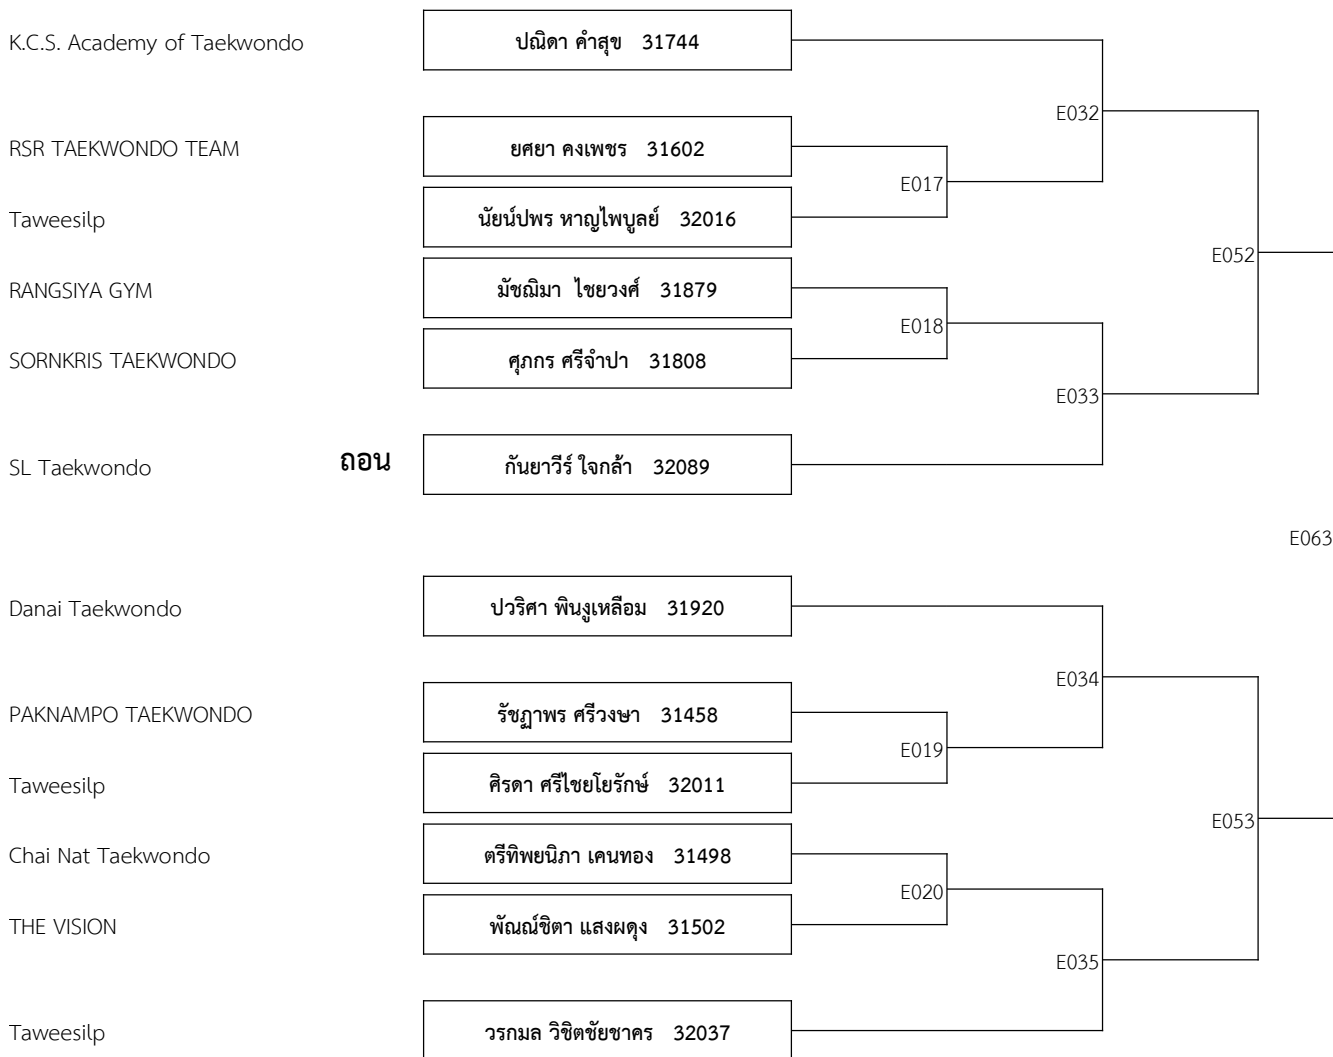 K.C.S. Academy of Taekwondo ปณิดา คำสุข 31744
E032
RSR TAEKWONDO TEAM ยศยา คงเพชร 31602
E017
Taweesilp นัยน์ปพร หาญไพบูลย์ 32016
E052
RANGSIYA GYM มัชฌิมา ไชยวงศ์ 31879
E018
SORNKRIS TAEKWONDO ศุภกร ศรีจำปา 31808
E033
SL Taekwondo ถอน กันยาวีร์ ใจกล้า 32089
E063
Danai Taekwondo ปวริศา พินงูเหลือม 31920
E034
PAKNAMPO TAEKWONDO รัชฏาพร ศรีวงษา 31458
E019
Taweesilp ศิรดา ศรีไชยโยรักษ์ 32011
E053
Chai Nat Taekwondo ตรีทิพยนิภา เคนทอง 31498
E020
THE VISION พัณณ์ชิตา แสงผดุง 31502
E035
Taweesilp วรกมล วิชิตชัยชาคร 32037